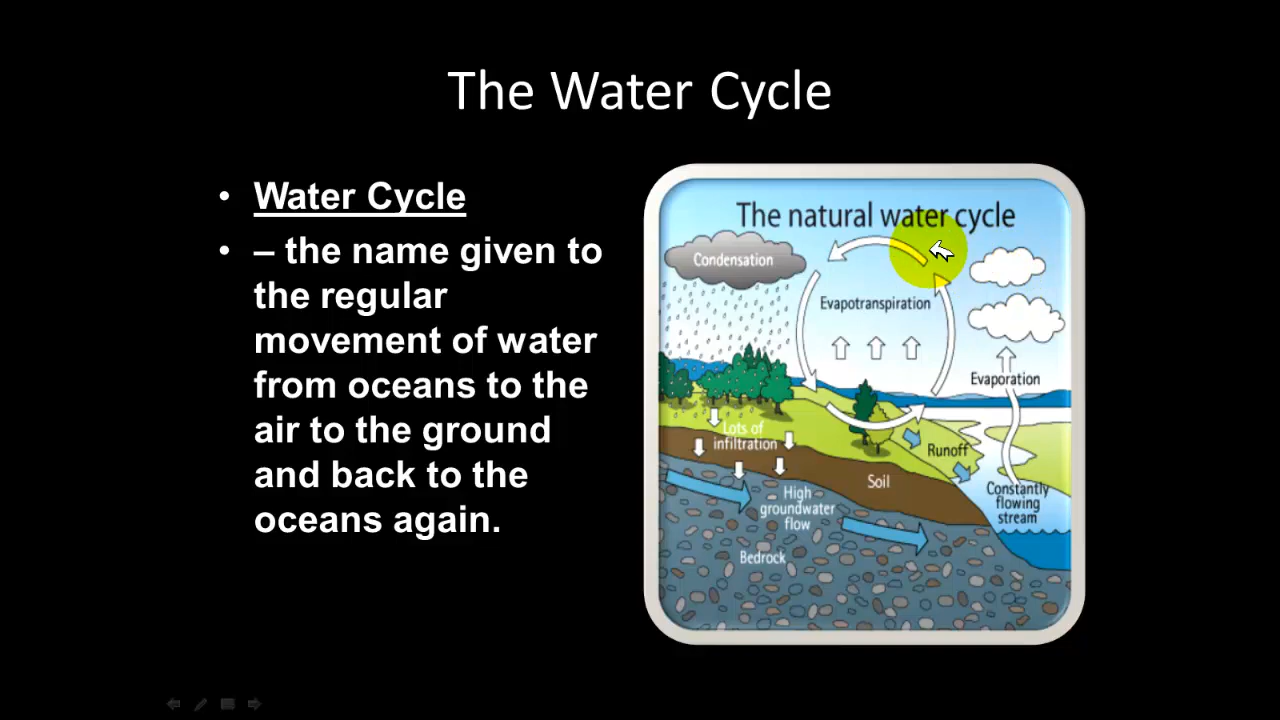 The Water Cycle
• Water Cycle
• – the name given to
the regular
movement of water
from oceans to the
air to the ground
and back to the
oceans again.
The natural water cycle
Condensation
Evapotranspiration
Evaporation
Lots of
infiltration
Runoff
Soil
High
groundwater
flow
Constantly
flowing
stream
Bedrock